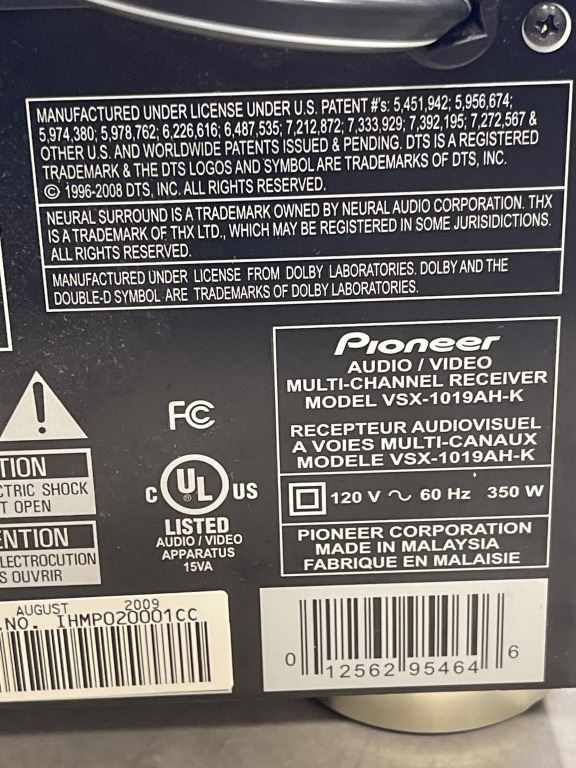 MANUFACTURED UNDER LICENSE UNDER U.S. PATENT #'s: 5,451,942; 5,956,674;
5,974,380; 5,978,762; 6,226,616; 6,487,535; 7,212,872; 7,333,929; 7,392,195; 7,272,567 &
OTHER U.S. AND WORLDWIDE PATENTS ISSUED & PENDING. DTS IS A REGISTERED
TRADEMARK & THE DTS LOGOS AND SYMBOL ARE TRADEMARKS OF DTS, INC.
© 1996-2008 DTS, INC. ALL RIGHTS RESERVED.
NEURAL SURROUND IS A TRADEMARK OWNED BY NEURAL AUDIO CORPORATION. THX
IS A TRADEMARK OF THX LTD., WHICH MAY BE REGISTERED IN SOME JURISIDICTIONS.
ALL RIGHTS RESERVED.
MANUFACTURED UNDER LICENSE FROM DOLBY LABORATORIES. DOLBY AND THE
DOUBLE-D SYMBOL ARE TRADEMARKS OF DOLBY LABORATORIES.
Pioneer
AUDIO / VIDEO
MULTI-CHANNEL RECEIVER
MODEL VSX-1019AH-K
RECEPTEUR AUDIOVISUEL
A VOIES MULTI-CANAUX
MODELE VSX-1019AH-K
120 V ~ 60 Hz 350 W
PIONEER CORPORATION
MADE IN MALAYSIA
FABRIQUE EN MALAISIE
!
FC
C UL ® US
LISTED
AUDIO / VIDEO
APPARATUS
15VA
TION
CTRIC SHOCK
T OPEN
ENTION
LECTROCUTION
S OUVRIR
AUGUST 2009
.NO. IHMP020001CC
0 12562 95464 6